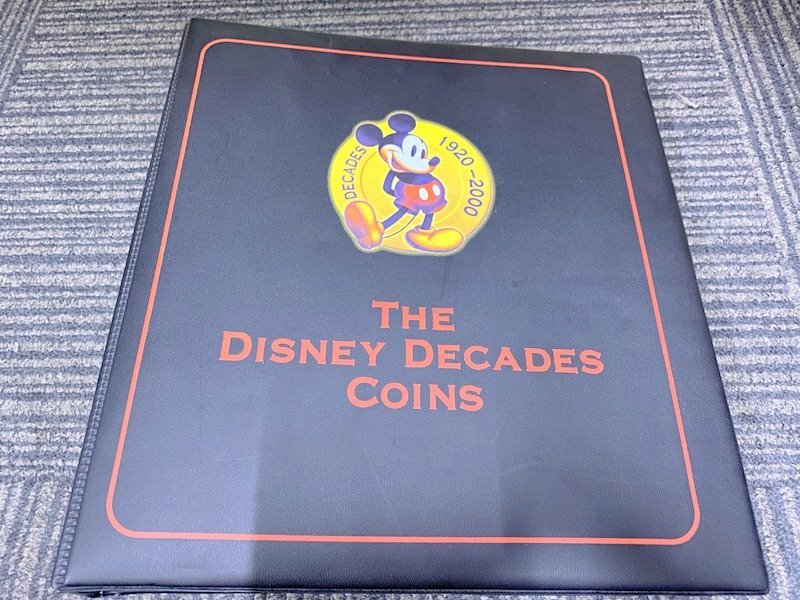 DECADES 1920-2000
THE
DISNEY DECADES
COINS